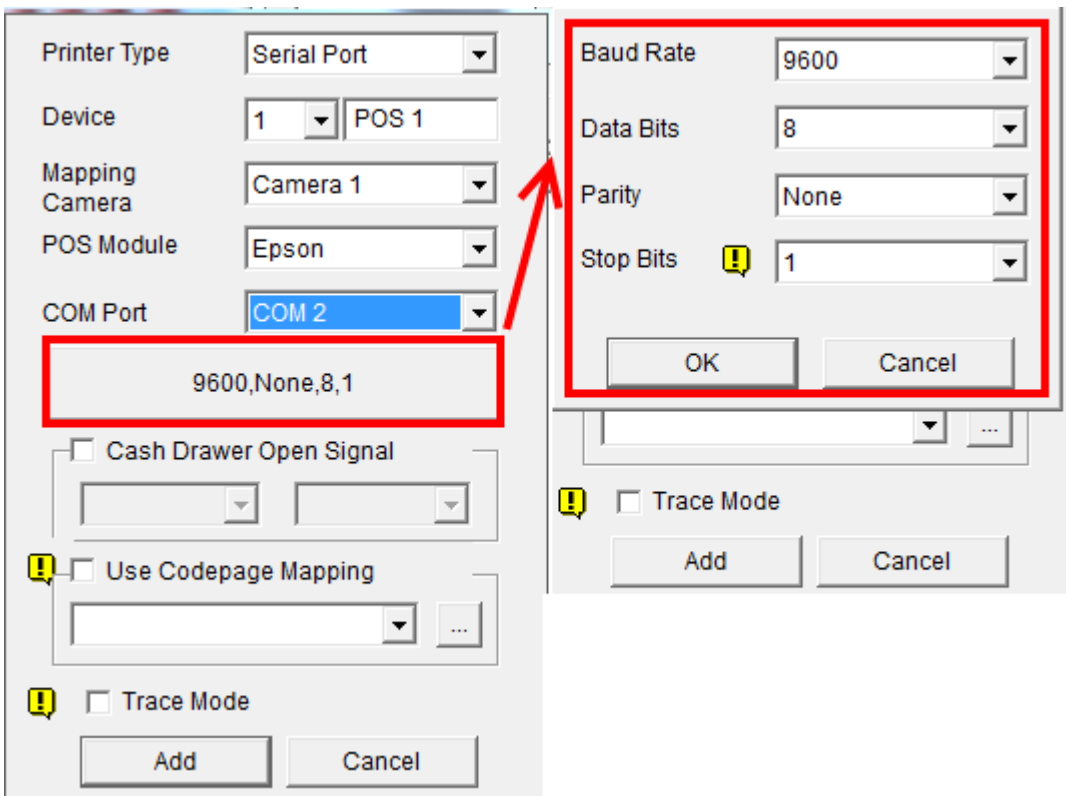 Printer Type
Serial Port
Device
1
POS 1
Mapping
Camera
Camera 1
POS Module
Epson
COM Port
COM 2
9600,None,8,1
Cash Drawer Open Signal
Use Codepage Mapping
...
Trace Mode
Add
Cancel
Baud Rate
9600
Data Bits
8
Parity
None
Stop Bits
1
OK
Cancel
...
Trace Mode
Add
Cancel